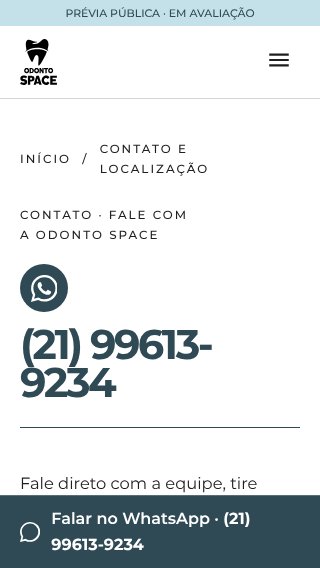 PRÉVIA PÚBLICA · EM AVALIAÇÃO
ODONTO
SPACE
INÍCIO / CONTATO E
LOCALIZAÇÃO
CONTATO · FALE COM
A ODONTO SPACE
(21) 99613-
9234
Fale direto com a equipe, tire
Falar no WhatsApp · (21)
99613-9234